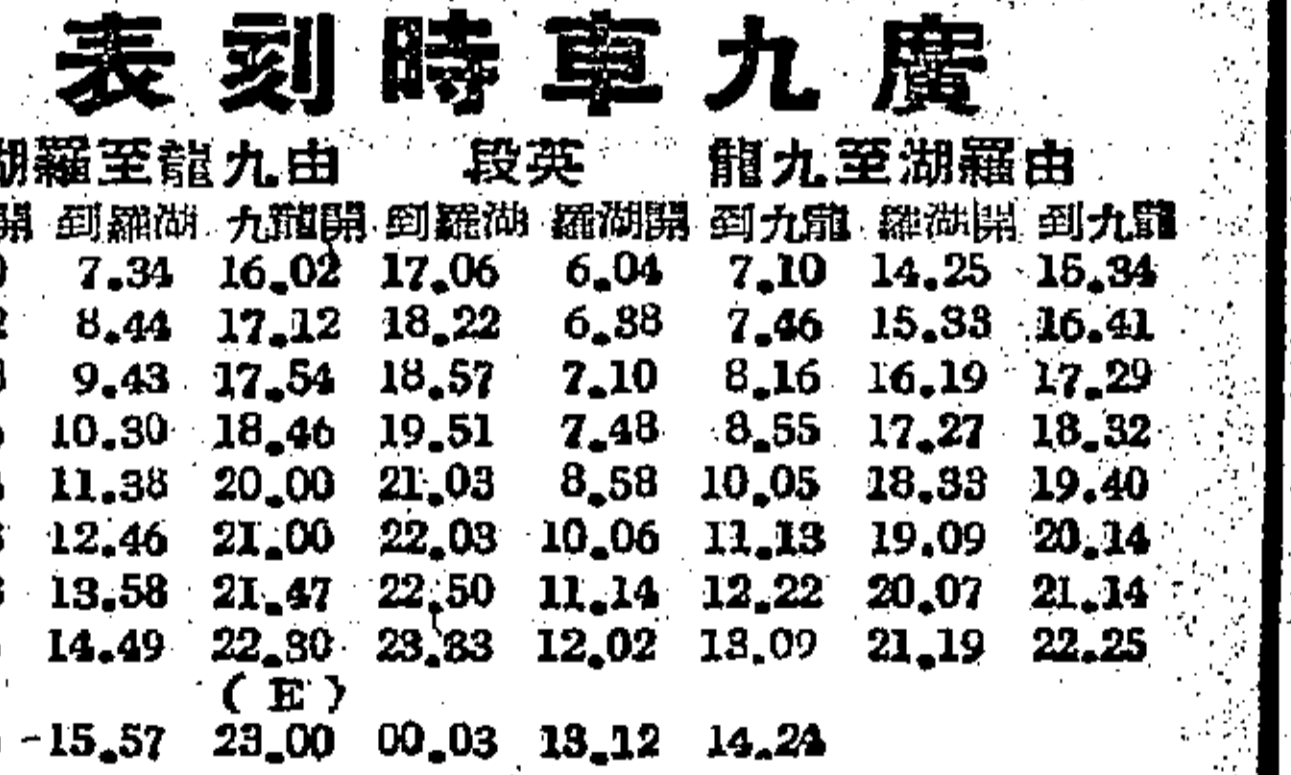 廣九車時刻表
由羅湖至九龍 英段 由九龍至羅湖
開 到羅湖 九龍開 到羅湖 羅湖開 到九龍 羅湖開 到九龍
7.34 16.02 17.06 6.04 7.10 14.25 15.34
8.44 17.12 18.22 6.38 7.46 15.33 16.41
9.43 17.54 18.57 7.10 8.16 16.19 17.29
10.30 18.46 19.51 7.48 8.55 17.27 18.32
11.38 20.00 21.03 8.58 10.05 18.33 19.40
12.46 21.00 22.03 10.06 11.13 19.09 20.14
13.58 21.47 22.50 11.14 12.22 20.07 21.14
14.49 22.30 23.33 12.02 13.09 21.19 22.25
(E)
15.57 23.00 00.03 13.12 14.24